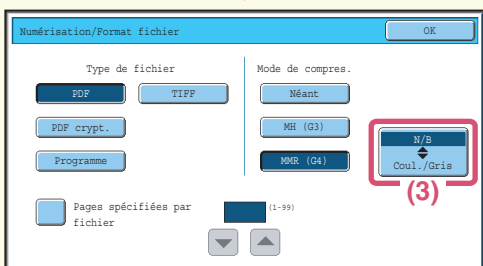 Numérisation/Format fichier
OK
Type de fichier
Mode de compres.
PDF
TIFF
Néant
PDF crypt.
MH (G3)
N/B
Coul./Gris
Programme
MMR (G4)
(3)
Pages spécifiées par
fichier
(1-99)